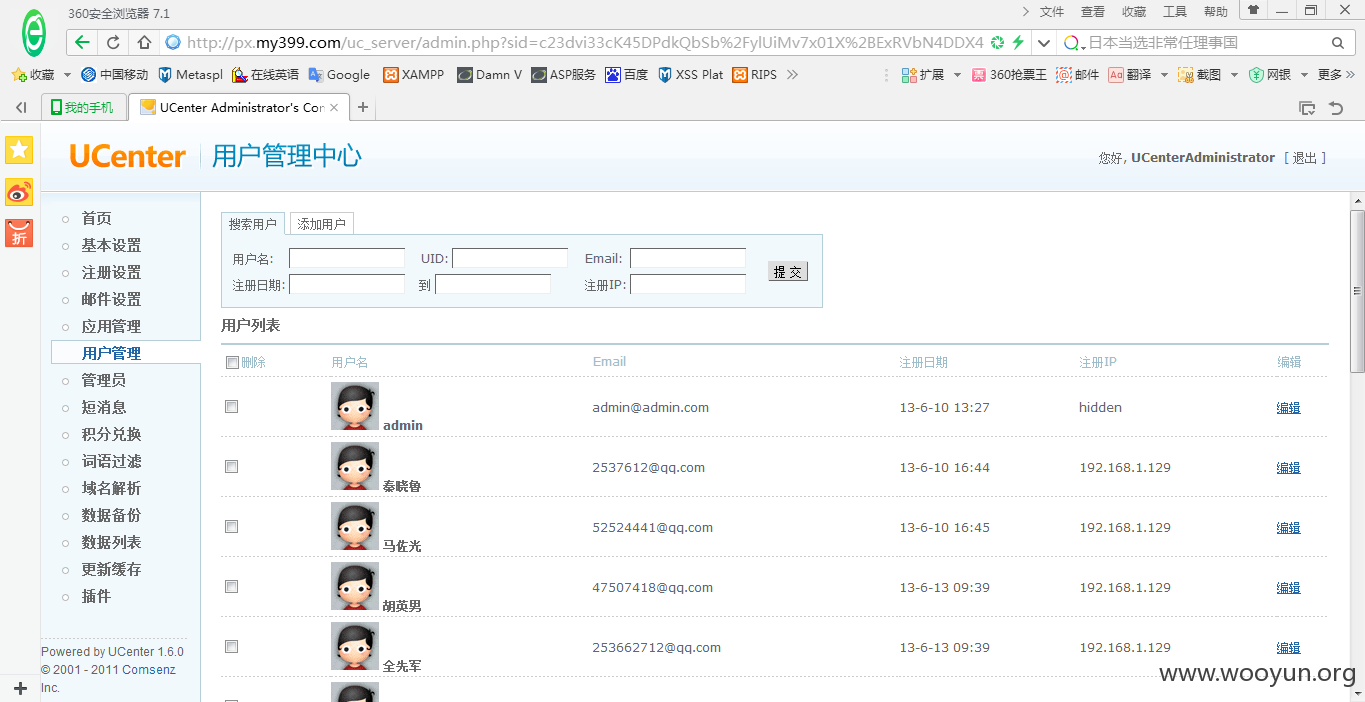 360安全浏览器 7.1
文件 查看 收藏 工具 帮助
http://px.my399.com/uc_server/admin.php?sid=c23dvi33cK45DPdkQbSb%2FylUiMv7x01X%2BExRVbN4DDX4 日本当选非常任理事国
收藏 中国移动 Metaspl 在线英语 Google XAMPP Damn V ASP服务 百度 XSS Plat RIPS 扩展 360抢票王 邮件 翻译 截图 网银 更多
我的手机 UCenter Administrator's Con
UCenter 用户管理中心 您好, UCenterAdministrator [ 退出 ]
折
首页
基本设置
注册设置
邮件设置
应用管理
用户管理
管理员
短消息
积分兑换
词语过滤
域名解析
数据备份
数据列表
更新缓存
插件
Powered by UCenter 1.6.0
© 2001 - 2011 Comsenz
Inc.
搜索用户 添加用户
用户名: UID: Email:
注册日期: 到 注册IP:
提 交
用户列表
删除 用户名 Email 注册日期 注册IP 编辑
admin admin@admin.com 13-6-10 13:27 hidden 编辑
秦晓鲁 2537612@qq.com 13-6-10 16:44 192.168.1.129 编辑
马佐光 52524441@qq.com 13-6-10 16:45 192.168.1.129 编辑
胡英男 47507418@qq.com 13-6-13 09:39 192.168.1.129 编辑
全先军 253662712@qq.com 13-6-13 09:39 192.168.1.129 编辑
www.wooyun.org